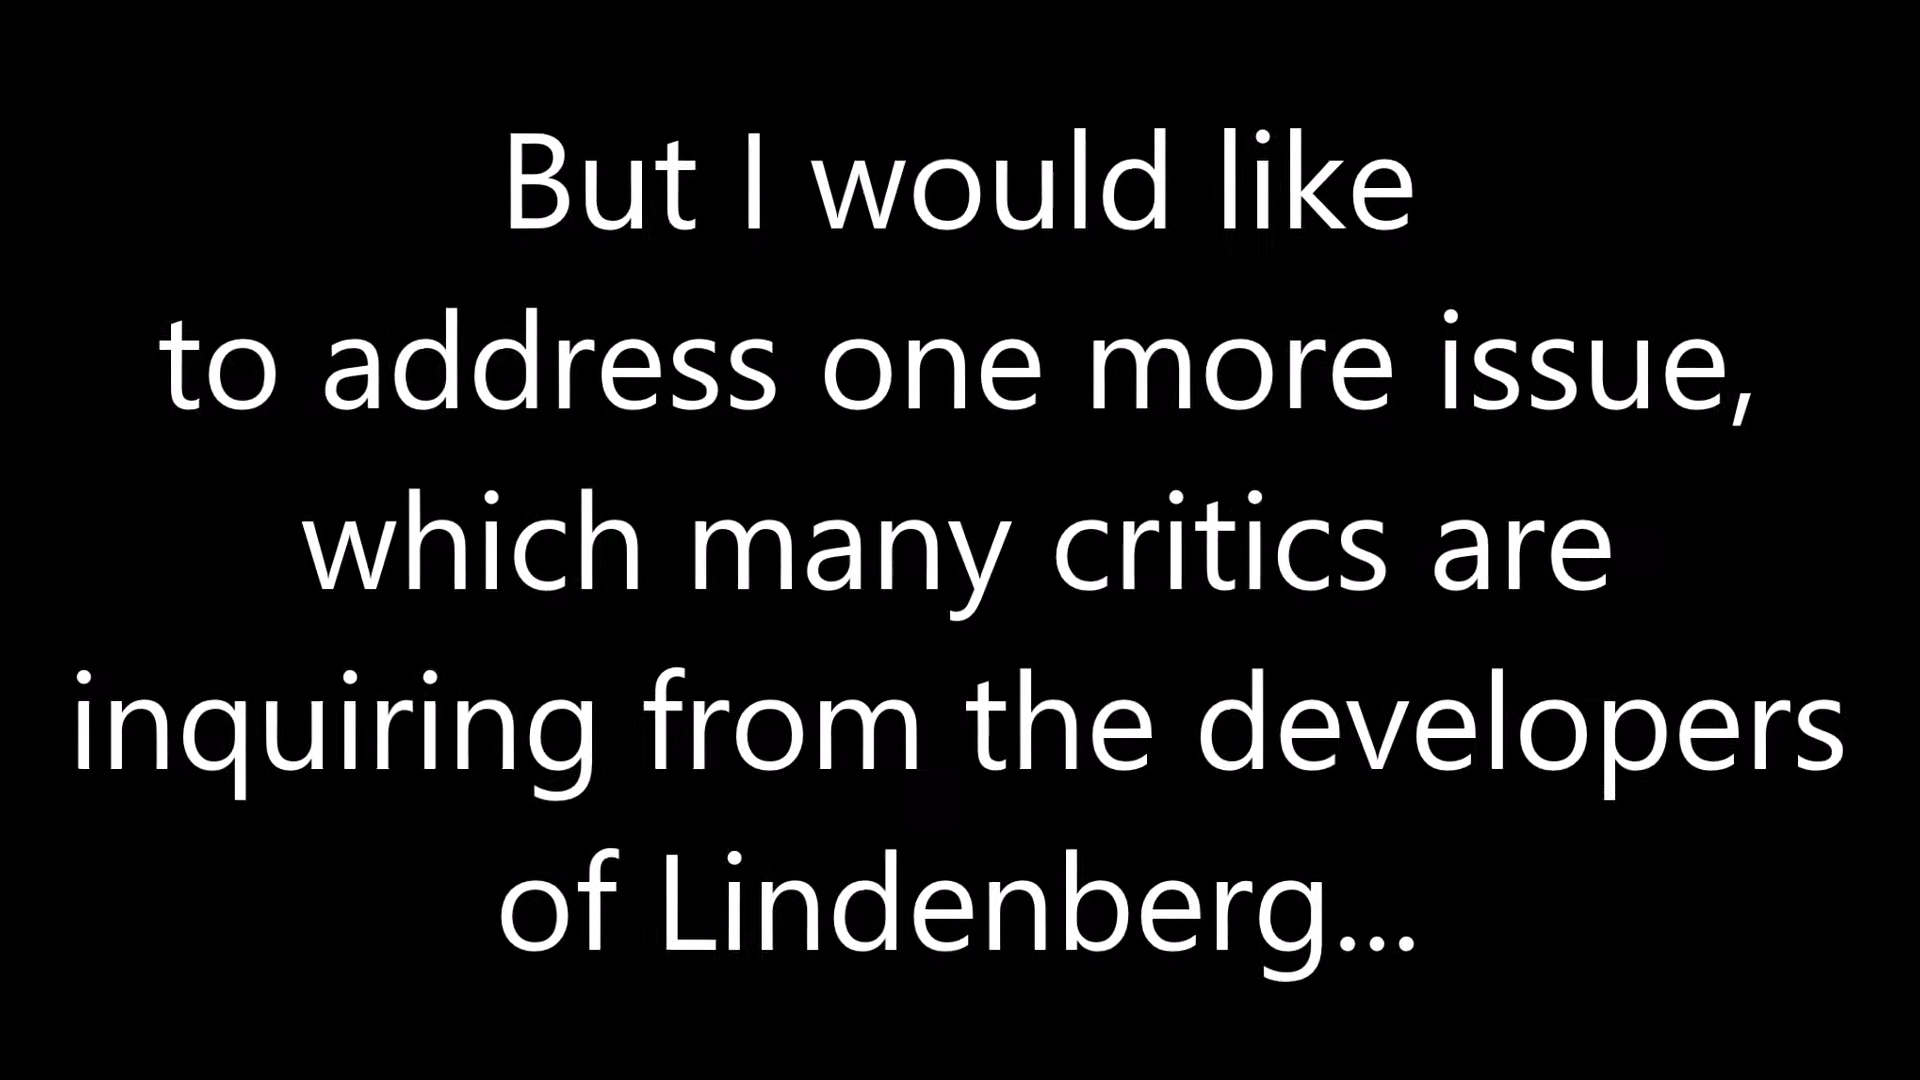 But I would like
to address one more issue,
which many critics are
inquiring from the developers
of Lindenberg...